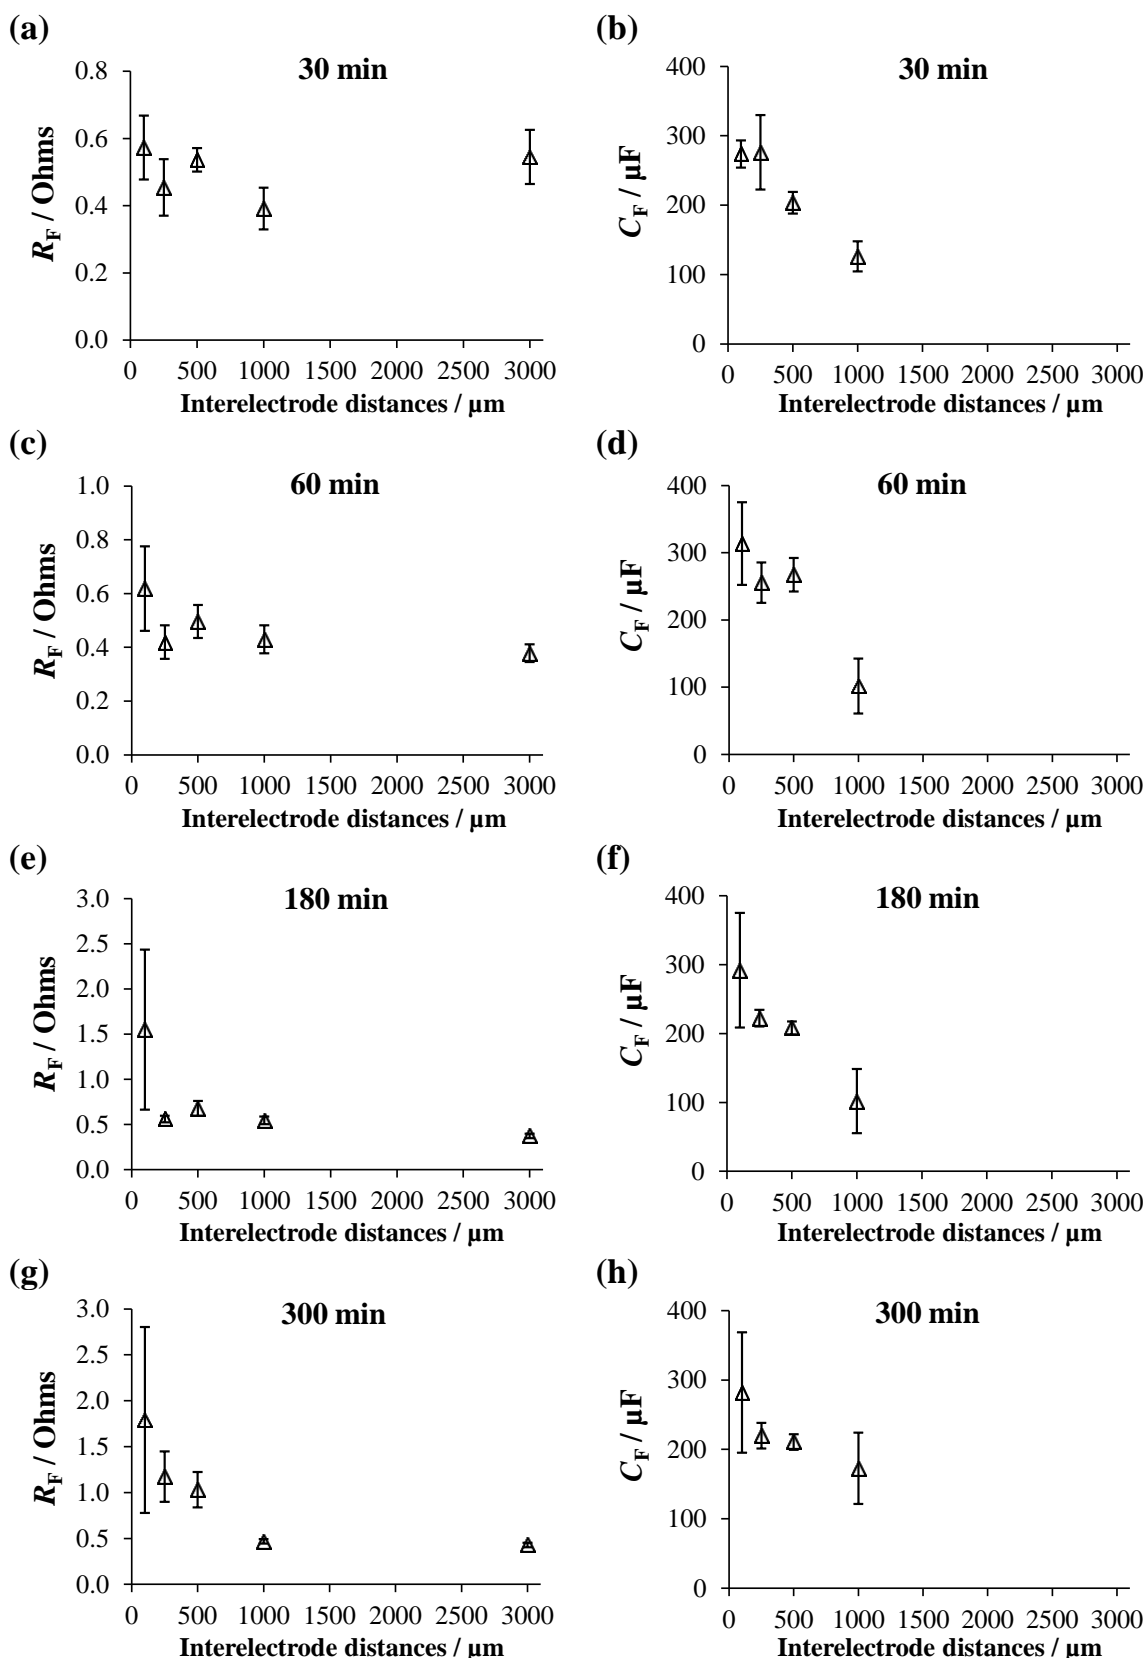 (a)
30 min
0.8
0.6
0.4
0.2
0.0
R_F / Ohms
0 500 1000 1500 2000 2500 3000
Interelectrode distances / µm
(b)
30 min
400
300
200
100
0
C_F / µF
0 500 1000 1500 2000 2500 3000
Interelectrode distances / µm
(c)
60 min
1.0
0.8
0.6
0.4
0.2
0.0
R_F / Ohms
0 500 1000 1500 2000 2500 3000
Interelectrode distances / µm
(d)
60 min
400
300
200
100
0
C_F / µF
0 500 1000 1500 2000 2500 3000
Interelectrode distances / µm
(e)
180 min
3.0
2.5
2.0
1.5
1.0
0.5
0.0
R_F / Ohms
0 500 1000 1500 2000 2500 3000
Interelectrode distances / µm
(f)
180 min
400
300
200
100
0
C_F / µF
0 500 1000 1500 2000 2500 3000
Interelectrode distances / µm
(g)
300 min
3.0
2.5
2.0
1.5
1.0
0.5
0.0
R_F / Ohms
0 500 1000 1500 2000 2500 3000
Interelectrode distances / µm
(h)
300 min
400
300
200
100
0
C_F / µF
0 500 1000 1500 2000 2500 3000
Interelectrode distances / µm